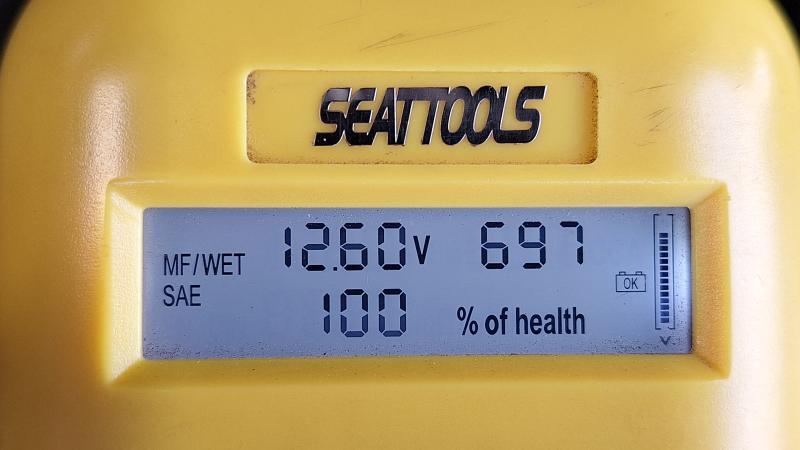 SEATTOOLS
MF/WET 12.60V 697
SAE 100 % of health
OK
V